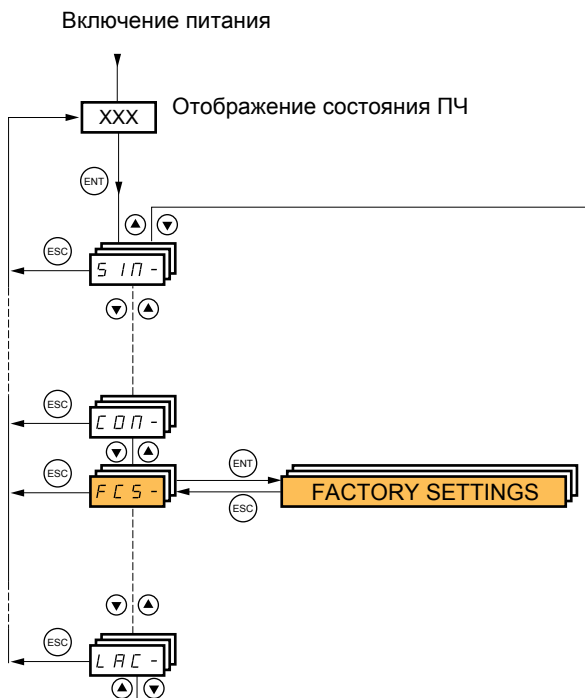 Включение питания
XXX
Отображение состояния ПЧ
ENT
ESC
SIM-
ESC
COM-
ESC
FCS-
ENT
FACTORY SETTINGS
ESC
ESC
LAC-